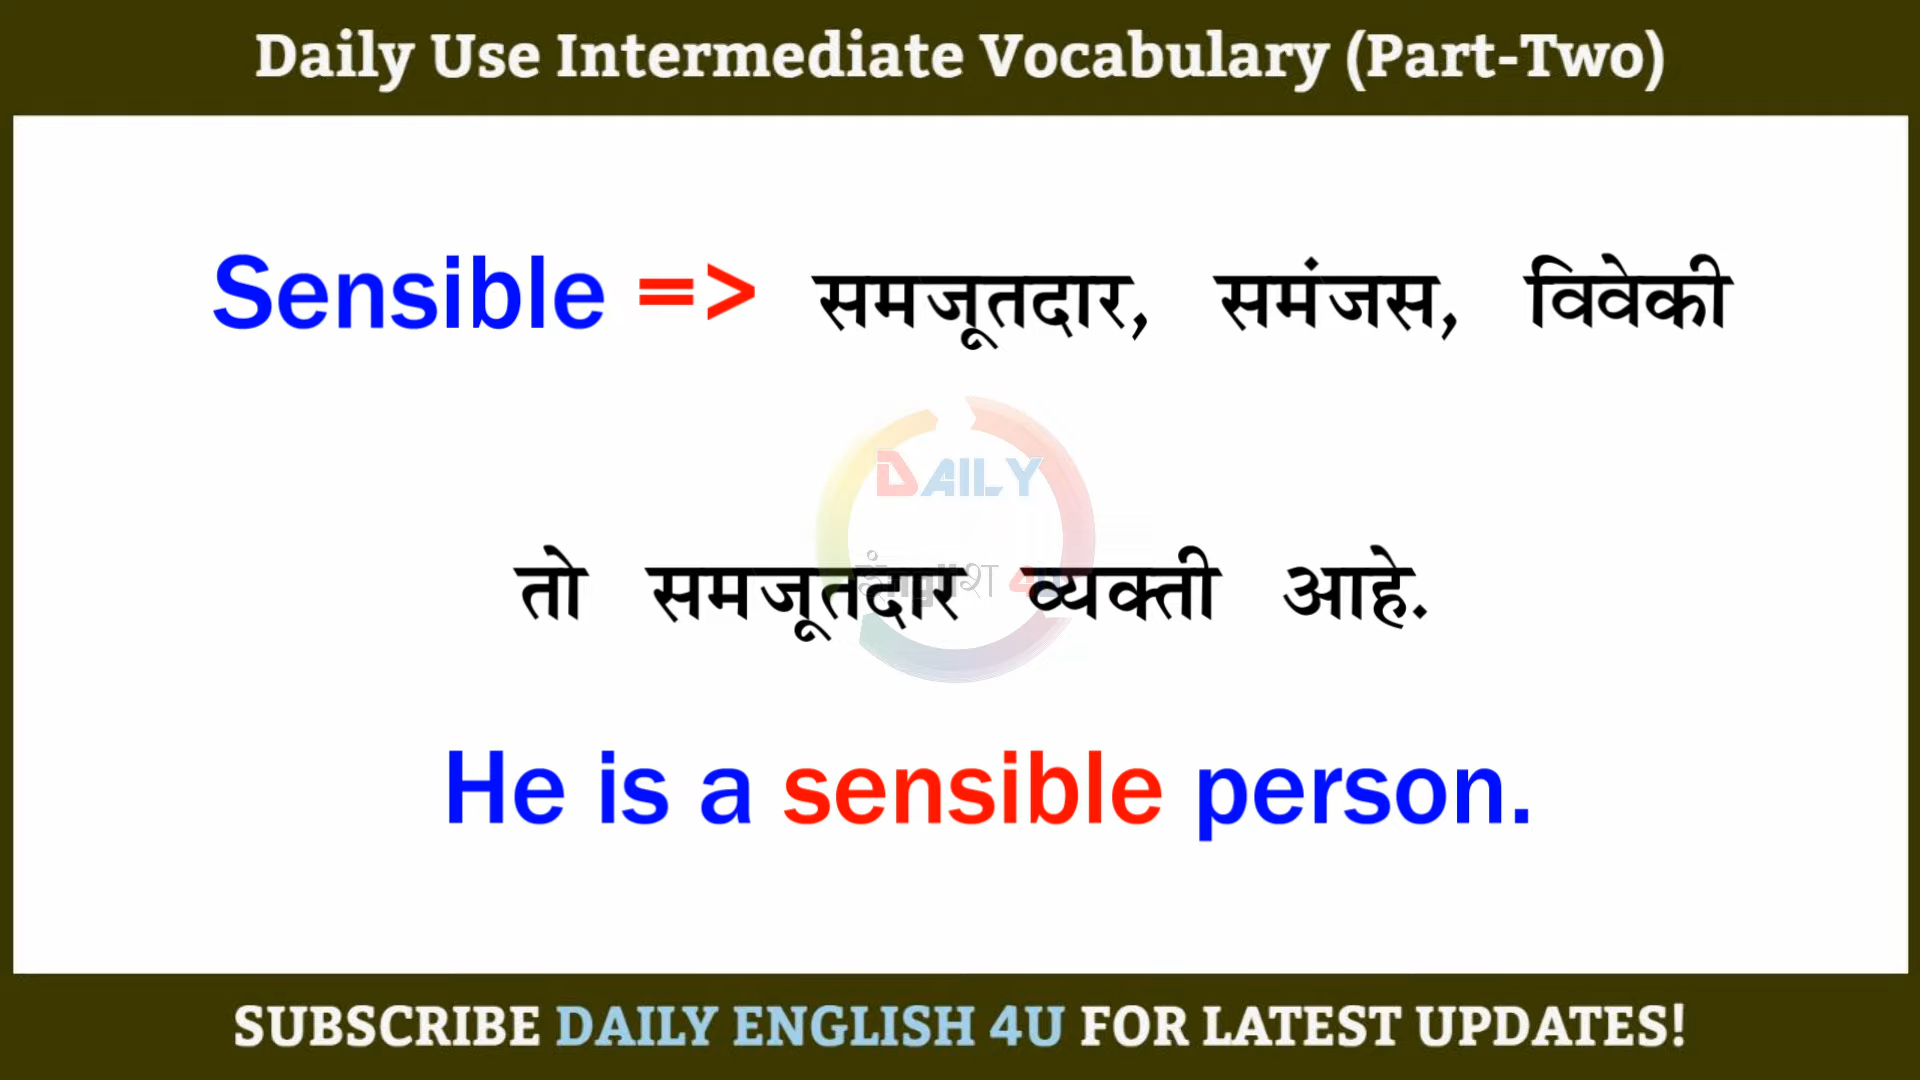 Daily Use Intermediate Vocabulary (Part-Two)
Sensible => समजूतदार, समंजस, विवेकी
DAILY
तो समजूतदार व्यक्ती आहे.
He is a sensible person.
SUBSCRIBE DAILY ENGLISH 4U FOR LATEST UPDATES!